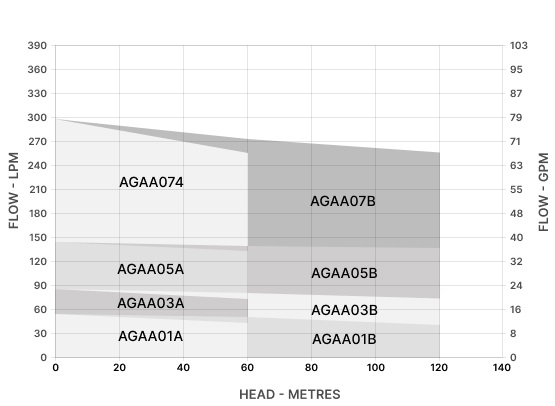 390 103
360 95
330 87
300 79
270 71
240 63
210 55
180 48
150 40
120 32
90 24
60 16
30 8
0 0
FLOW - LPM
FLOW - GPM
AGAA074
AGAA07B
AGAA05A
AGAA05B
AGAA03A
AGAA03B
AGAA01A
AGAA01B
0 20 40 60 80 100 120 140
HEAD - METRES